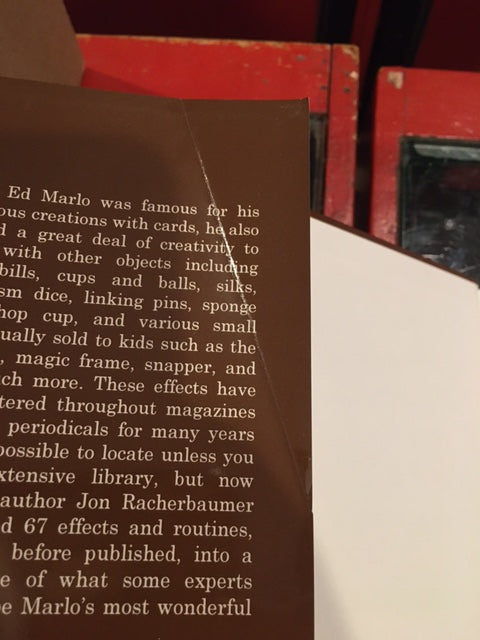 Ed Marlo was famous for his
ous creations with cards, he also
d a great deal of creativity to
with other objects including
bills, cups and balls, silks,
sm dice, linking pins, sponge
hop cup, and various small
ually sold to kids such as the
, magic frame, snapper, and
ch more. These effects have
tered throughout magazines
periodicals for many years
possible to locate unless you
xtensive library, but now
author Jon Racherbaumer
d 67 effects and routines,
before published, into a
e of what some experts
be Marlo's most wonderful